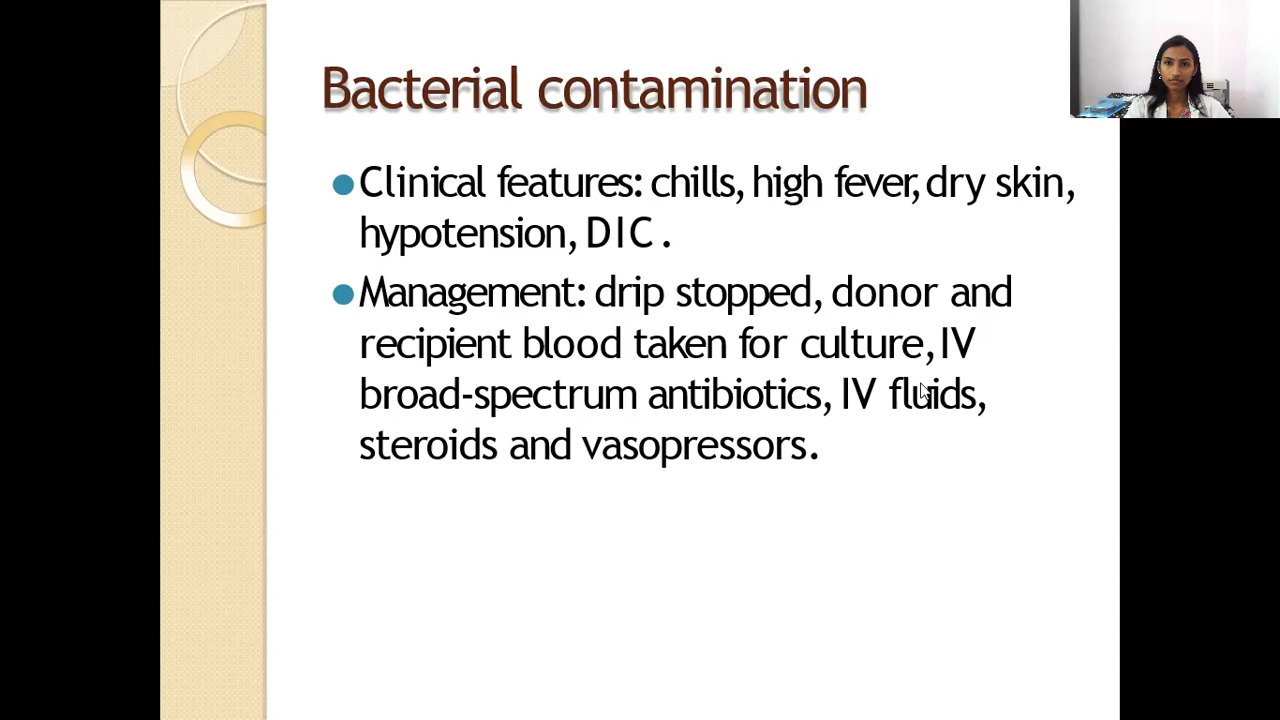 Bacterial contamination
Clinical features: chills, high fever, dry skin,
hypotension, DIC.
Management: drip stopped, donor and
recipient blood taken for culture, IV
broad-spectrum antibiotics, IV fluids,
steroids and vasopressors.